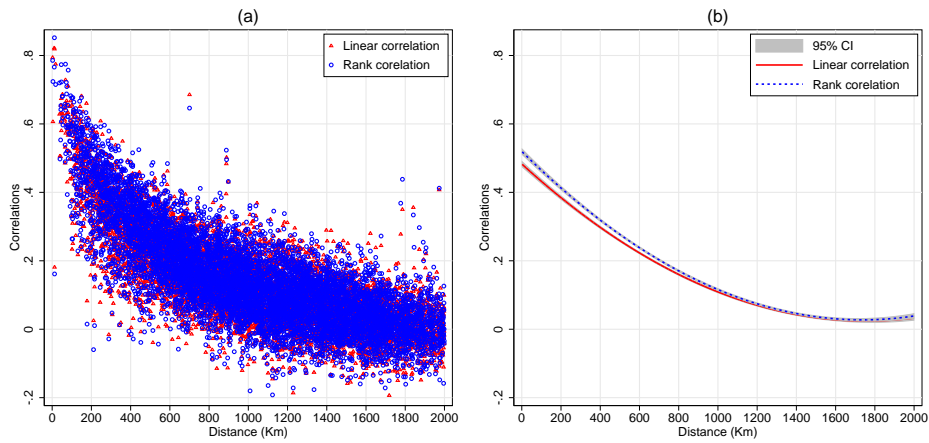 (a)
Linear correlation
Rank corelation
Correlations
.8
.6
.4
.2
0
-.2
0 200 400 600 800 1000 1200 1400 1600 1800 2000
Distance (Km)
(b)
95% CI
Linear correlation
Rank corelation
Correlations
.8
.6
.4
.2
0
-.2
0 200 400 600 800 1000 1200 1400 1600 1800 2000
Distance (Km)